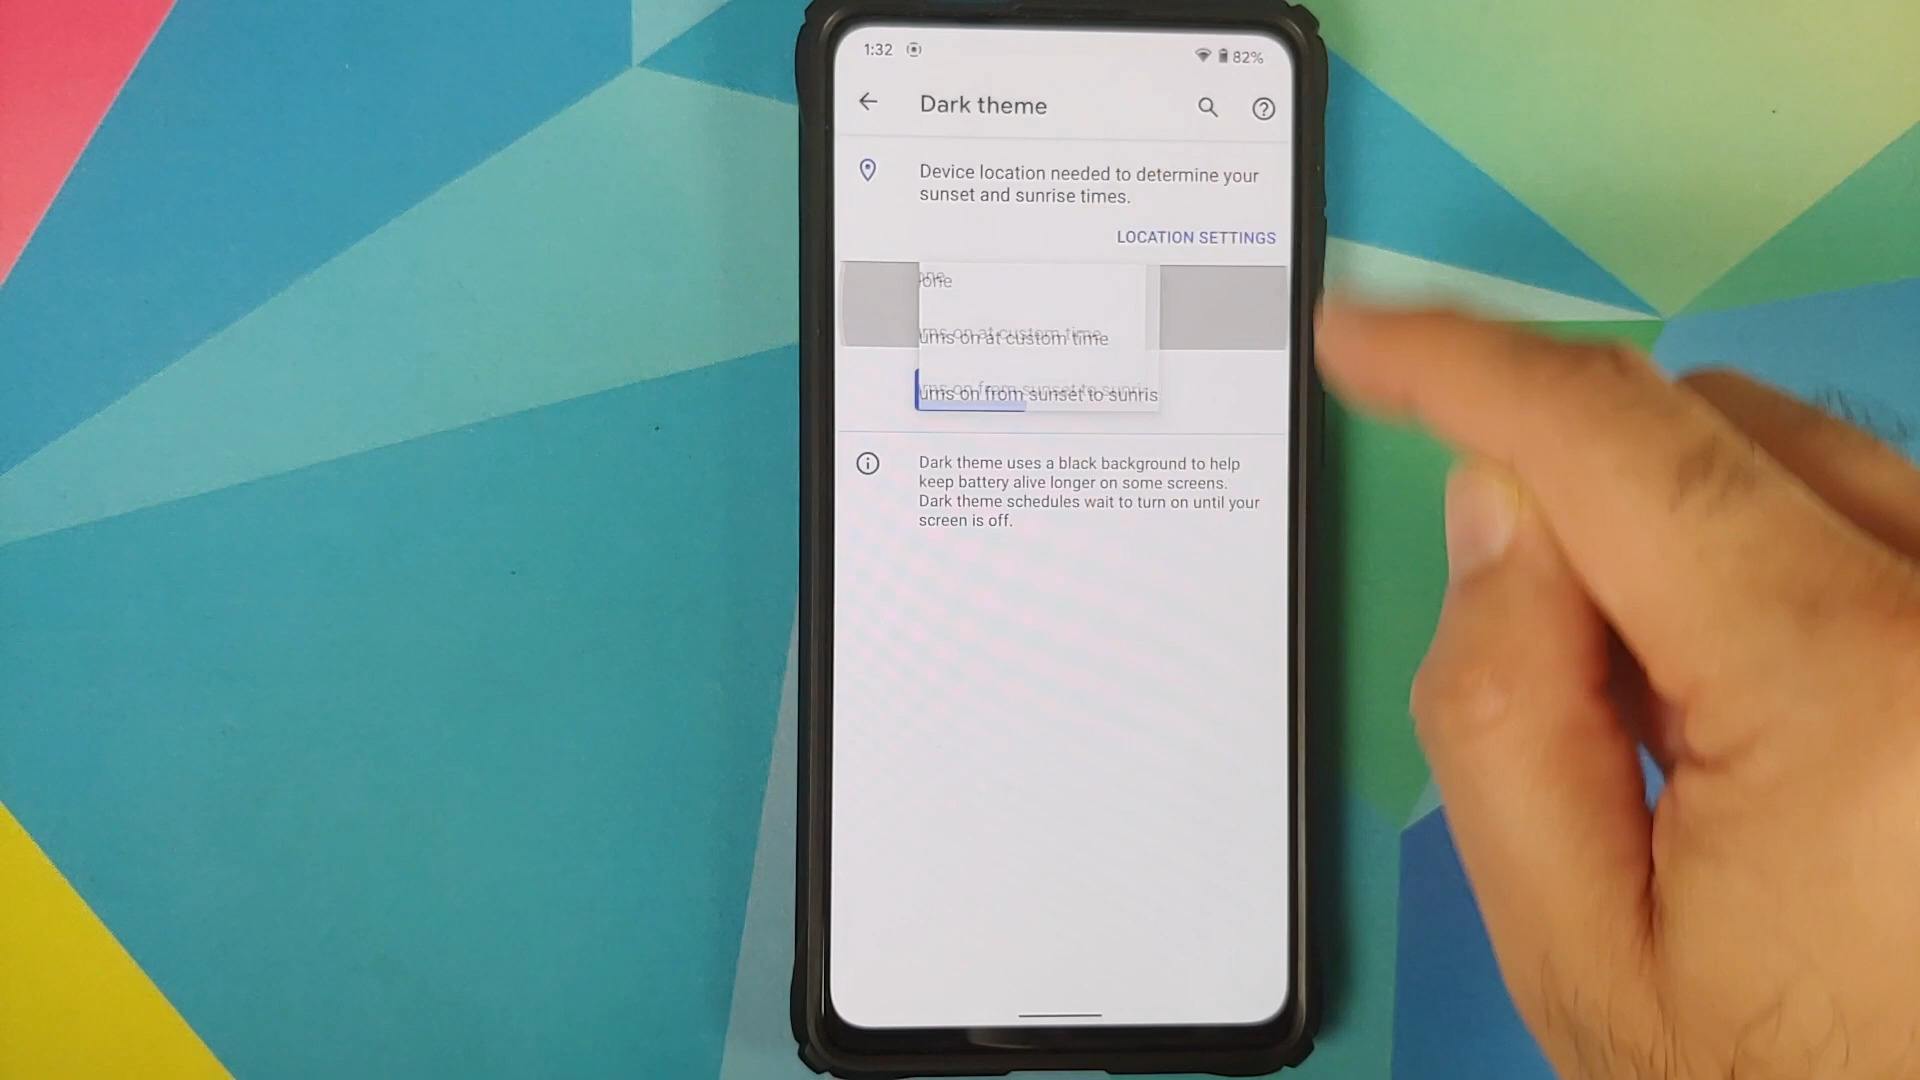 1:32 82%
Dark theme
Device location needed to determine your
sunset and sunrise times.
LOCATION SETTINGS
one
urns on at custom time
urns on from sunset to sunris
Dark theme uses a black background to help
keep battery alive longer on some screens.
Dark theme schedules wait to turn on until your
screen is off.